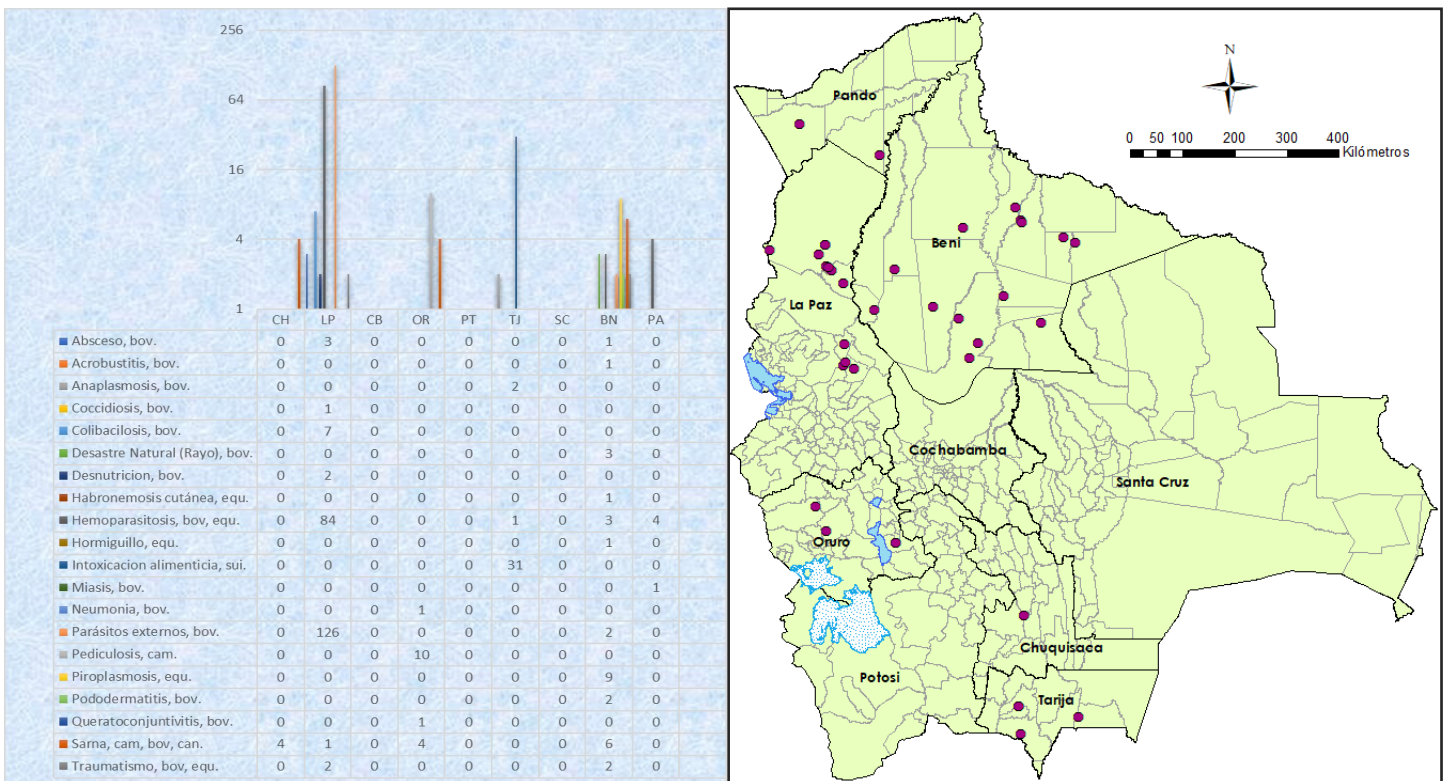 256
64
16
4
1
CH LP CB OR PT TJ SC BN PA
Absceso, bov. 0 3 0 0 0 0 0 1 0
Acrobustitis, bov. 0 0 0 0 0 0 0 1 0
Anaplasmosis, bov. 0 0 0 0 0 2 0 0 0
Coccidiosis, bov. 0 1 0 0 0 0 0 0 0
Colibacilosis, bov. 0 7 0 0 0 0 0 0 0
Desastre Natural (Rayo), bov. 0 0 0 0 0 0 0 3 0
Desnutricion, bov. 0 2 0 0 0 0 0 0 0
Habronemosis cutánea, equ. 0 0 0 0 0 0 0 1 0
Hemoparasitosis, bov, equ. 0 84 0 0 0 1 0 3 4
Hormiguillo, equ. 0 0 0 0 0 0 0 1 0
Intoxicacion alimenticia, sui. 0 0 0 0 0 31 0 0 0
Miasis, bov. 0 0 0 0 0 0 0 0 1
Neumonia, bov. 0 0 0 1 0 0 0 0 0
Parásitos externos, bov. 0 126 0 0 0 0 0 2 0
Pediculosis, cam. 0 0 0 10 0 0 0 0 0
Piroplasmosis, equ. 0 0 0 0 0 0 0 9 0
Pododermatitis, bov. 0 0 0 0 0 0 0 2 0
Queratoconjuntivitis, bov. 0 0 0 1 0 0 0 0 0
Sarna, cam, bov, can. 4 1 0 4 0 0 0 6 0
Traumatismo, bov, equ. 0 2 0 0 0 0 0 2 0
N
0 50 100 200 300 400
Kilómetros
Pando
Beni
La Paz
Cochabamba
Santa Cruz
Oruro
Chuquisaca
Potosi
Tarija